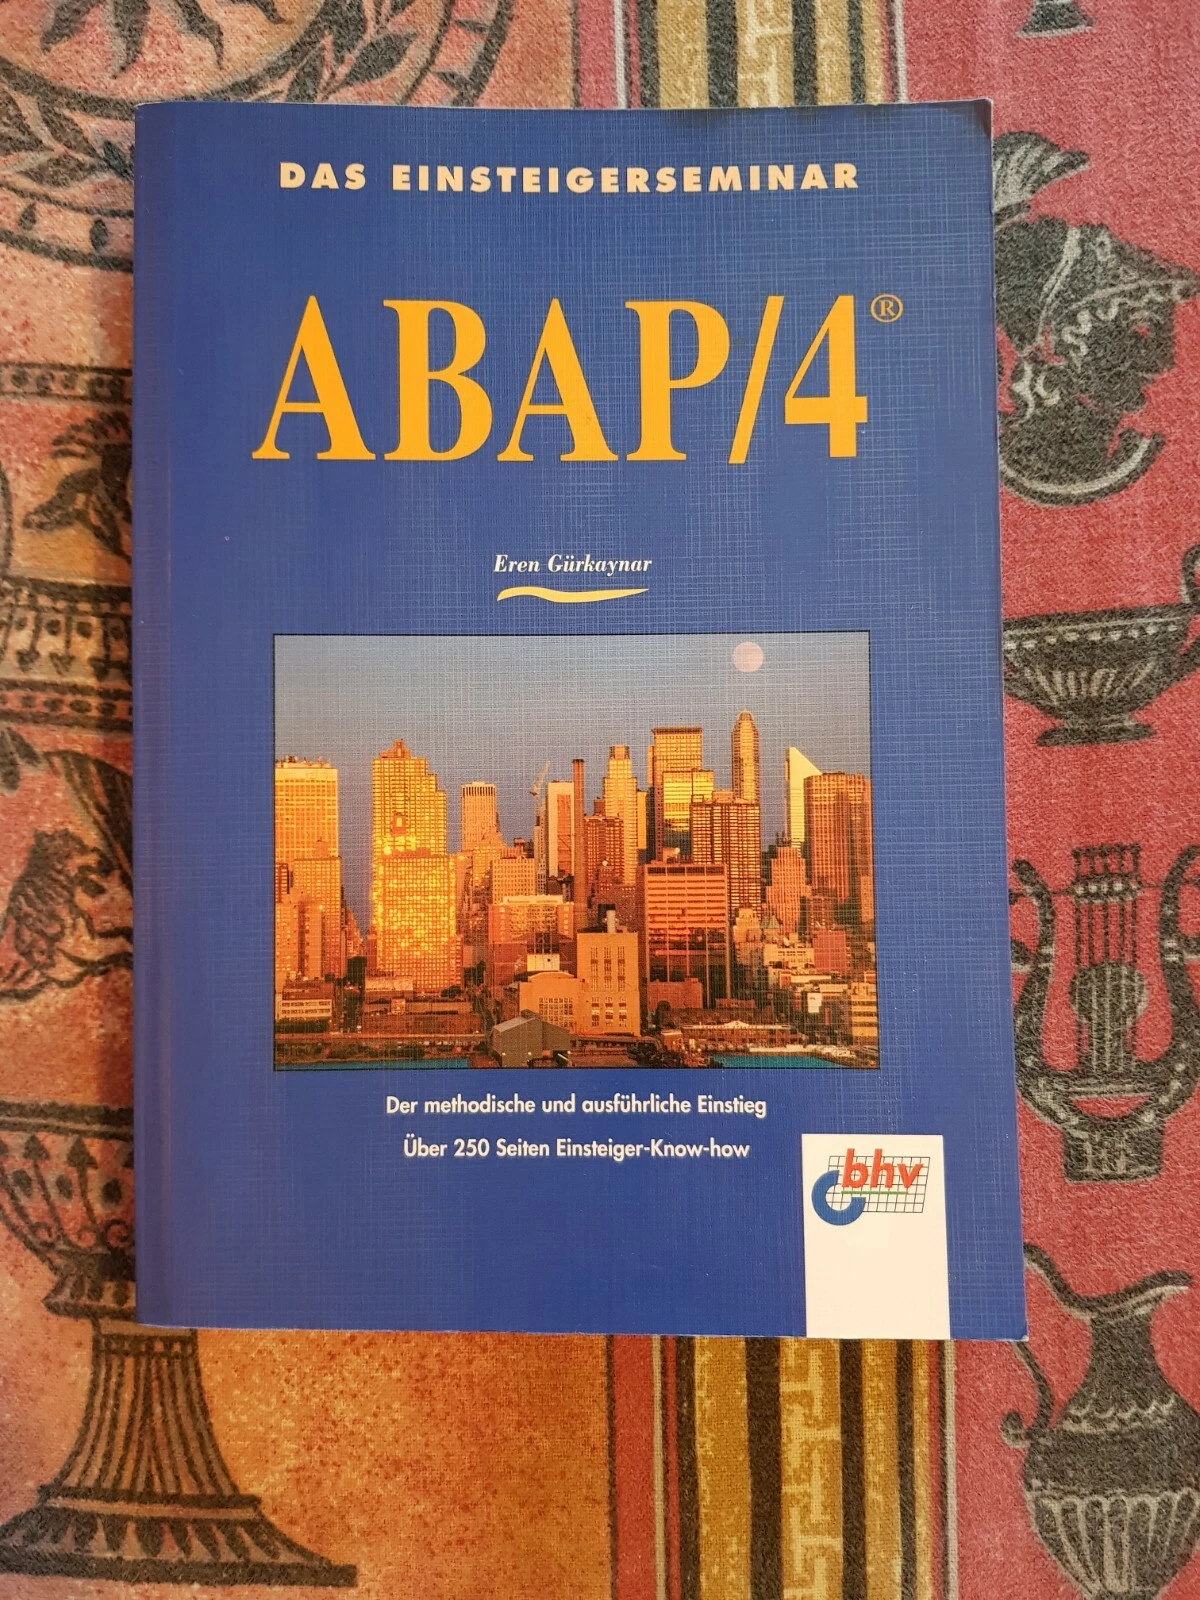 DAS EINSTEIGERSEMINAR
ABAP/4®
Eren Gürkaynar
Der methodische und ausführliche Einstieg
Über 250 Seiten Einsteiger-Know-how
bhv